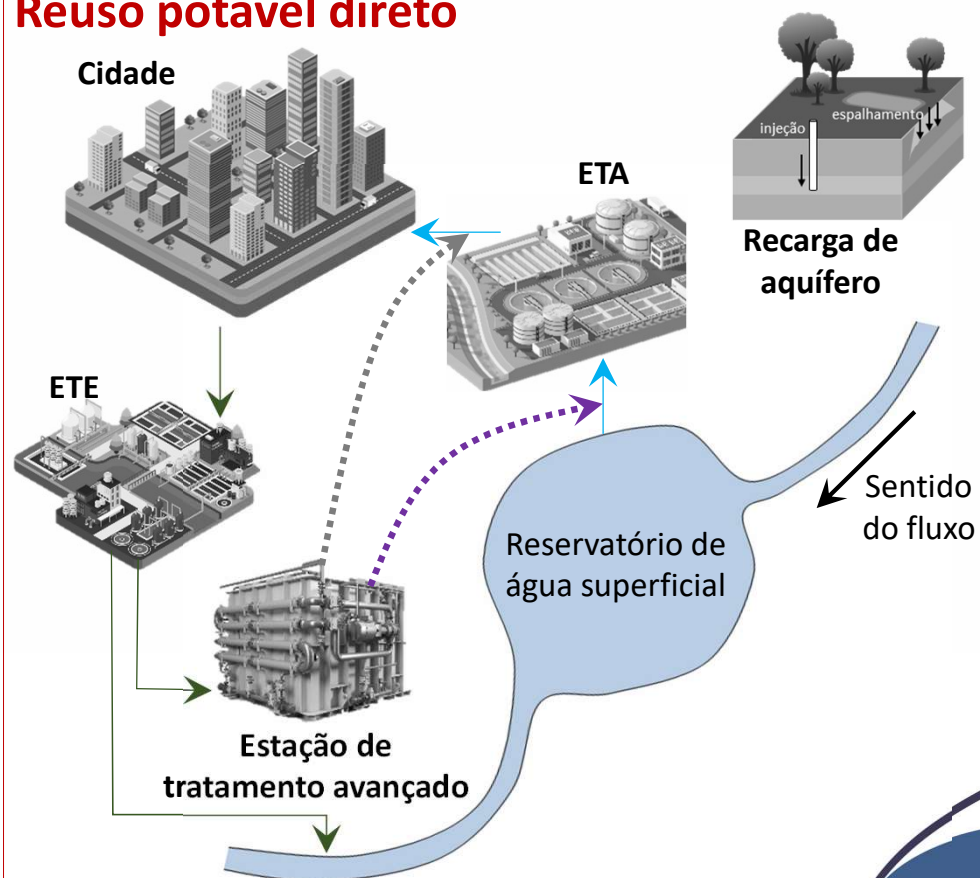 Reuso potável direto
Cidade
injeção
espalhamento
ETA
Recarga de
aquífero
ETE
Sentido
do fluxo
Reservatório de
água superficial
Estação de
tratamento avançado